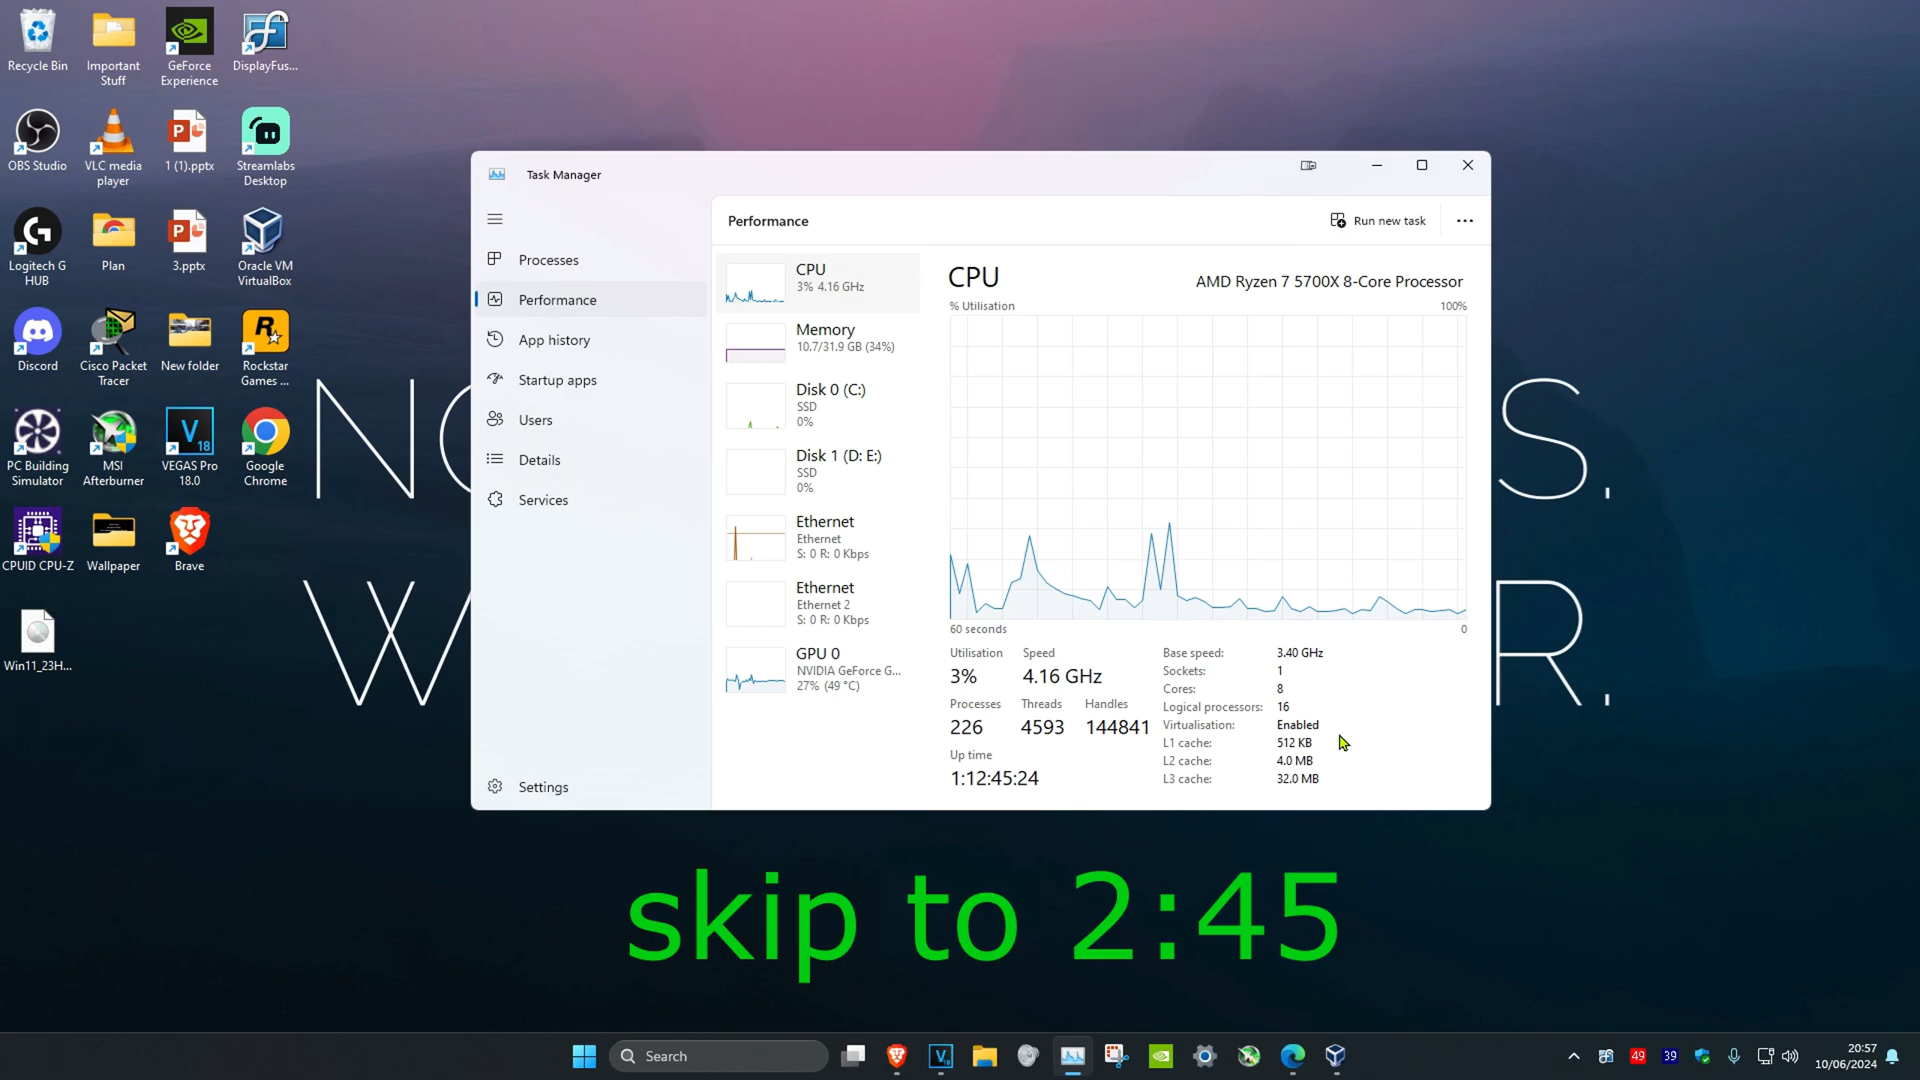 Recycle Bin
Important
Stuff
GeForce
Experience
DisplayFus...
OBS Studio
VLC media
player
1 (1).pptx
Streamlabs
Desktop
Logitech G
HUB
Plan
3.pptx
Oracle VM
VirtualBox
Discord
Cisco Packet
Tracer
New folder
Rockstar
Games ...
PC Building
Simulator
MSI
Afterburner
VEGAS Pro
18.0
Google
Chrome
CPUID CPU-Z
Wallpaper
Brave
Win11_23H...
Task Manager
Processes
Performance
App history
Startup apps
Users
Details
Services
Settings
Performance
Run new task
CPU
3% 4.16 GHz
Memory
10.7/31.9 GB (34%)
Disk 0 (C:)
SSD
0%
Disk 1 (D: E:)
SSD
0%
Ethernet
Ethernet
S: 0 R: 0 Kbps
Ethernet
Ethernet 2
S: 0 R: 0 Kbps
GPU 0
NVIDIA GeForce G...
27% (49 °C)
CPU
AMD Ryzen 7 5700X 8-Core Processor
% Utilisation
100%
60 seconds
0
Utilisation
3%
Speed
4.16 GHz
Processes
226
Threads
4593
Handles
144841
Up time
1:12:45:24
Base speed: 3.40 GHz
Sockets: 1
Cores: 8
Logical processors: 16
Virtualisation: Enabled
L1 cache: 512 KB
L2 cache: 4.0 MB
L3 cache: 32.0 MB
skip to 2:45
Search
49
39
20:57
10/06/2024